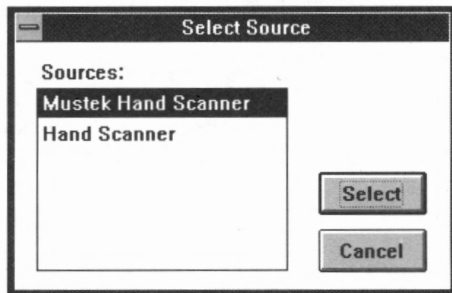 Select Source
Sources:
Mustek Hand Scanner
Hand Scanner
Select
Cancel